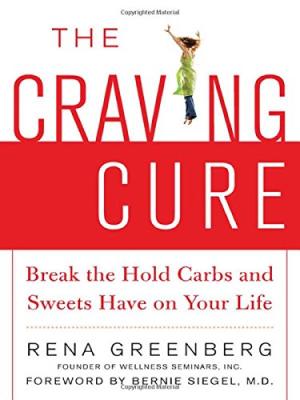 THE
CRAVING
CURE
Break the Hold Carbs and
Sweets Have on Your Life
RENA GREENBERG
FOUNDER OF WELLNESS SEMINARS, INC.
FOREWORD BY BERNIE SIEGEL, M.D.